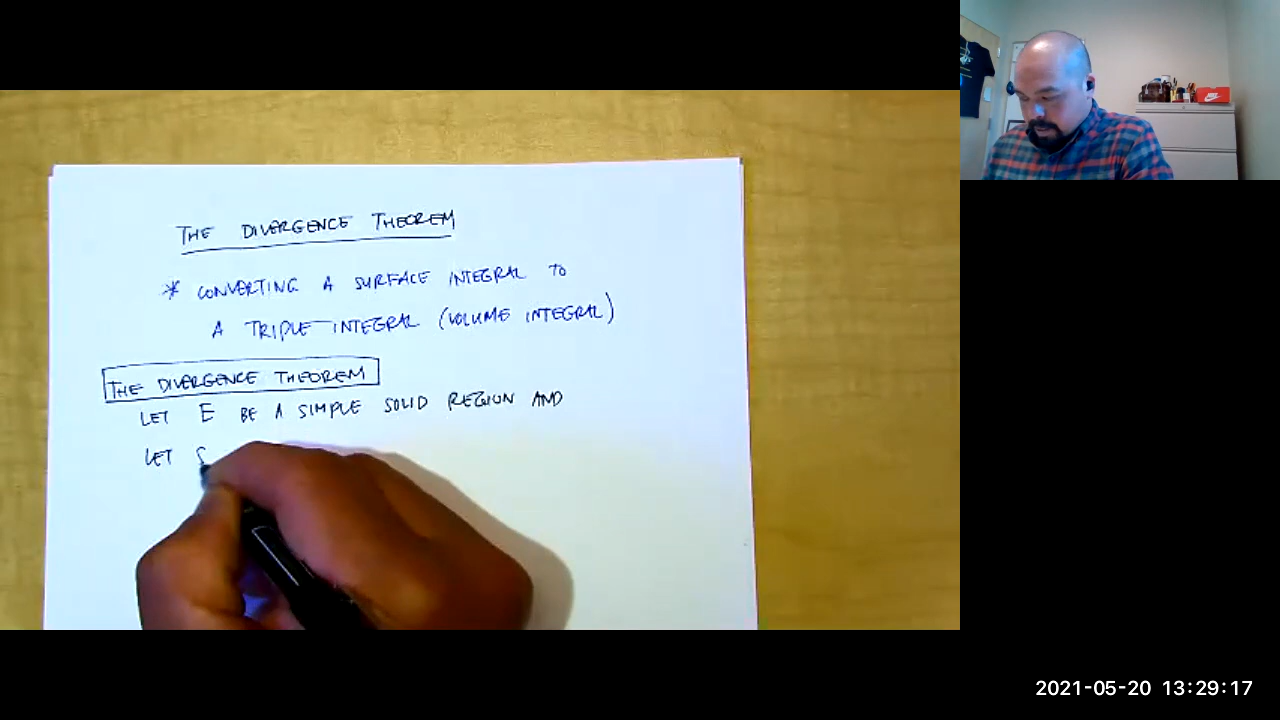 THE DIVERGENCE THEOREM
* CONVERTING A SURFACE INTEGRAL TO
A TRIPLE INTEGRAL (VOLUME INTEGRAL)
THE DIVERGENCE THEOREM
LET E BE A SIMPLE SOLID REGION AND
LET S
2021-05-20 13:29:17